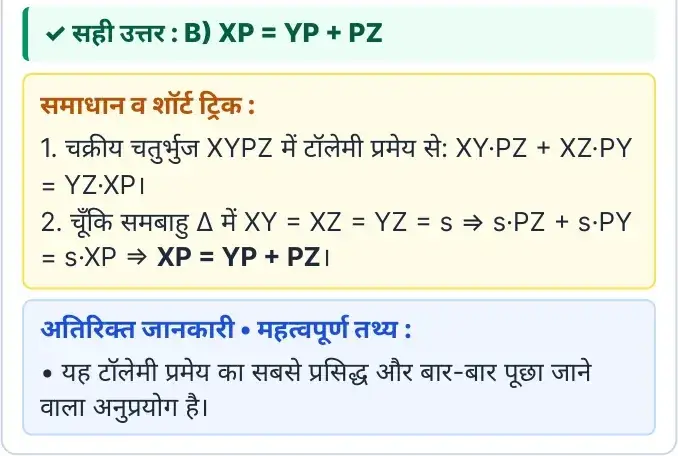 ✓ सही उत्तर : B) XP = YP + PZ
समाधान व शॉर्ट ट्रिक :
1. चक्रीय चतुर्भुज XYPZ में टॉलेमी प्रमेय से: XY·PZ + XZ·PY
= YZ·XP।
2. चूँकि समबाहु Δ में XY = XZ = YZ = s ⇒ s·PZ + s·PY
= s·XP ⇒ XP = YP + PZ।
अतिरिक्त जानकारी • महत्वपूर्ण तथ्य :
• यह टॉलेमी प्रमेय का सबसे प्रसिद्ध और बार-बार पूछा जाने
वाला अनुप्रयोग है।